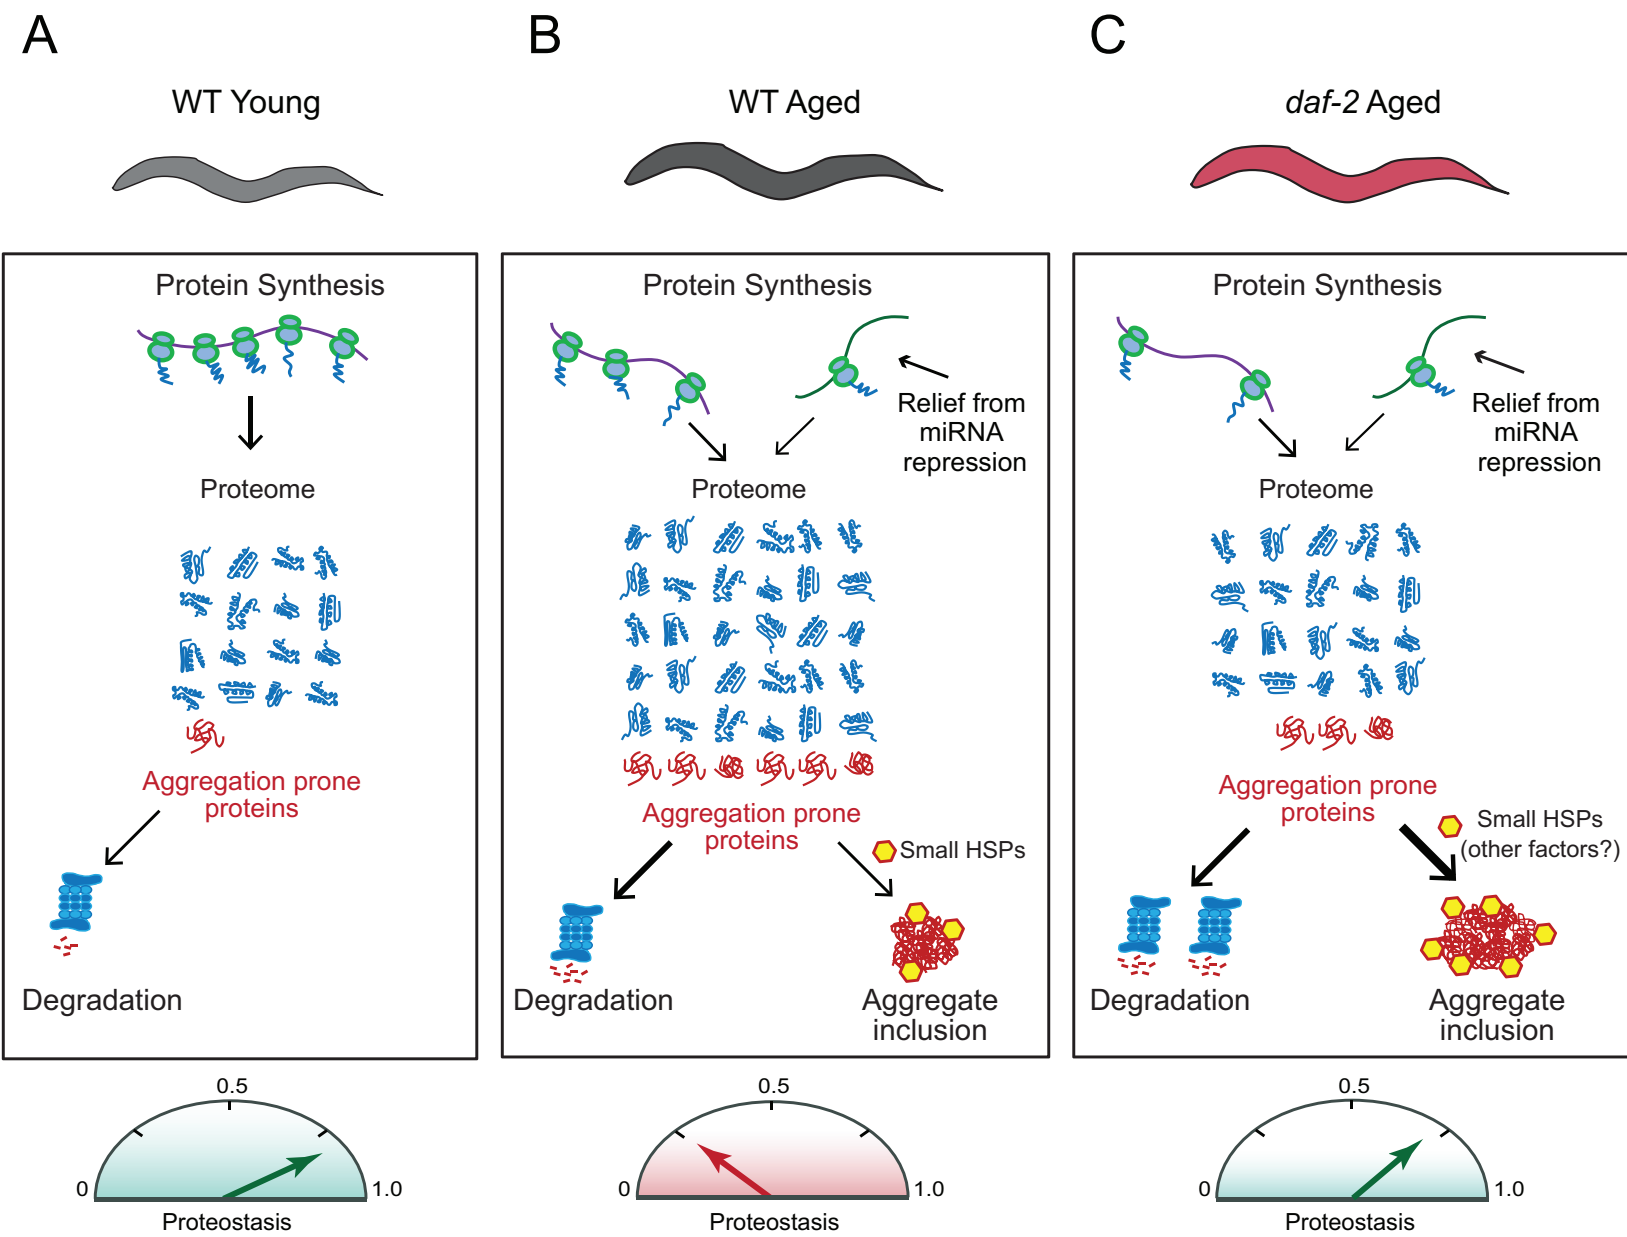 A
WT Young
Protein Synthesis
Proteome
Aggregation prone
proteins
Degradation
0.5
0
1.0
Proteostasis
B
WT Aged
Protein Synthesis
Relief from
miRNA
repression
Proteome
Aggregation prone
proteins
Small HSPs
Degradation
Aggregate
inclusion
0.5
0
1.0
Proteostasis
C
daf-2 Aged
Protein Synthesis
Relief from
miRNA
repression
Proteome
Aggregation prone
proteins
Small HSPs
(other factors?)
Degradation
Aggregate
inclusion
0.5
0
1.0
Proteostasis